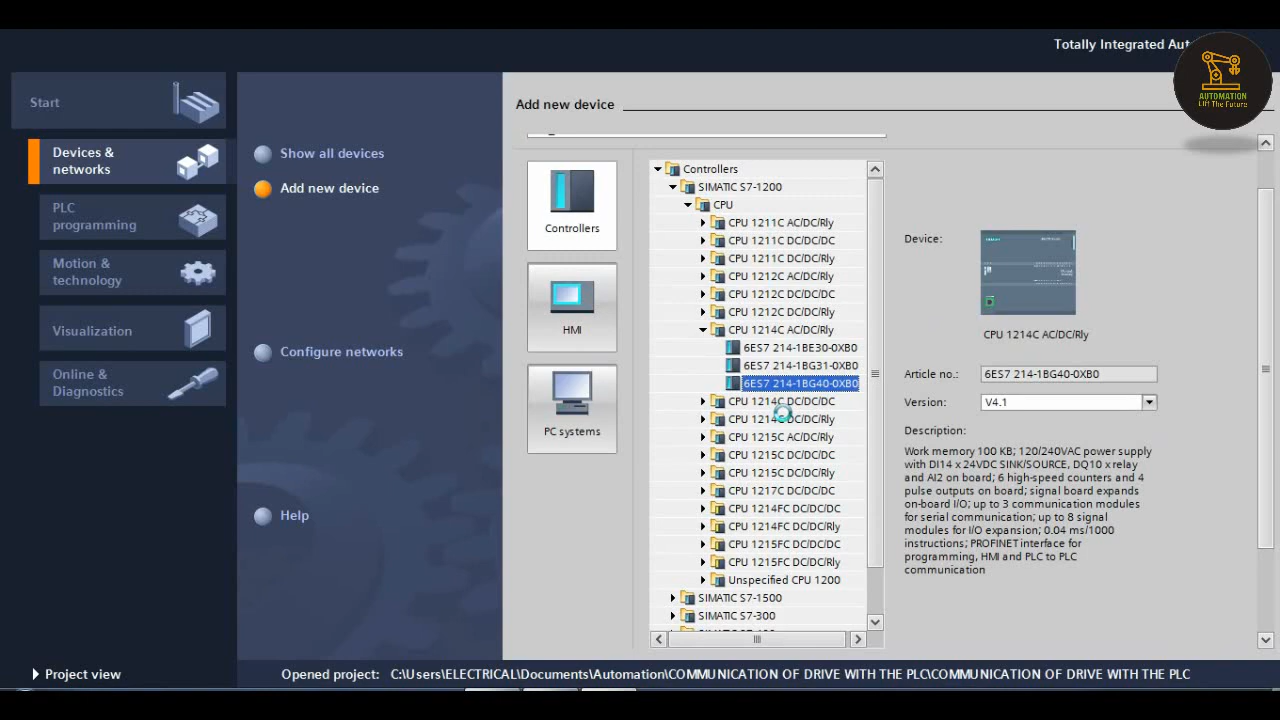 Totally Integrated Au
AUTOMATION
Lift The Future
Start
Devices &
networks
PLC
programming
Motion &
technology
Visualization
Online &
Diagnostics
Show all devices
Add new device
Configure networks
Help
Add new device
Controllers
HMI
PC systems
Controllers
SIMATIC S7-1200
CPU
CPU 1211C AC/DC/Rly
CPU 1211C DC/DC/DC
CPU 1211C DC/DC/Rly
CPU 1212C AC/DC/Rly
CPU 1212C DC/DC/DC
CPU 1212C DC/DC/Rly
CPU 1214C AC/DC/Rly
6ES7 214-1BE30-0XB0
6ES7 214-1BG31-0XB0
6ES7 214-1BG40-0XB0
CPU 1214C DC/DC/DC
CPU 1214C DC/DC/Rly
CPU 1215C AC/DC/Rly
CPU 1215C DC/DC/DC
CPU 1215C DC/DC/Rly
CPU 1217C DC/DC/DC
CPU 1214FC DC/DC/DC
CPU 1214FC DC/DC/Rly
CPU 1215FC DC/DC/DC
CPU 1215FC DC/DC/Rly
Unspecified CPU 1200
SIMATIC S7-1500
SIMATIC S7-300
Device:
CPU 1214C AC/DC/Rly
Article no.: 6ES7 214-1BG40-0XB0
Version: V4.1
Description:
Work memory 100 KB; 120/240VAC power supply
with DI14 x 24VDC SINK/SOURCE, DQ10 x relay
and AI2 on board; 6 high-speed counters and 4
pulse outputs on board; signal board expands
on-board I/O; up to 3 communication modules
for serial communication; up to 8 signal
modules for I/O expansion; 0.04 ms/1000
instructions; PROFINET interface for
programming, HMI and PLC to PLC
communication
Project view
Opened project: C:\Users\ELECTRICAL\Documents\Automation\COMMUNICATION OF DRIVE WITH THE PLC\COMMUNICATION OF DRIVE WITH THE PLC